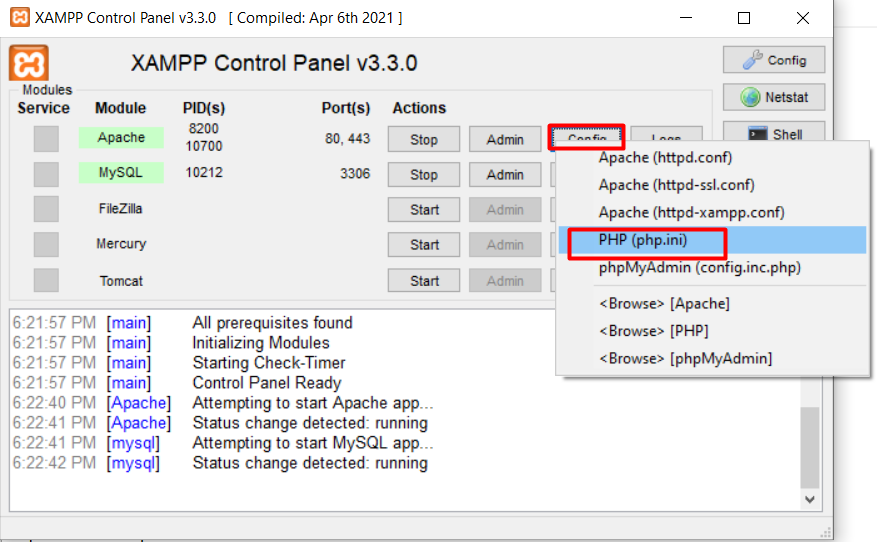 XAMPP Control Panel v3.3.0 [ Compiled: Apr 6th 2021 ]
XAMPP Control Panel v3.3.0
Config
Modules
Service Module PID(s) Port(s) Actions
Netstat
Apache 8200 10700 80, 443 Stop Admin Config Logs
Shell
MySQL 10212 3306 Stop Admin
FileZilla Start Admin
Mercury Start Admin
Tomcat Start Admin
Apache (httpd.conf)
Apache (httpd-ssl.conf)
Apache (httpd-xampp.conf)
PHP (php.ini)
phpMyAdmin (config.inc.php)
<Browse> [Apache]
<Browse> [PHP]
<Browse> [phpMyAdmin]
6:21:57 PM [main] All prerequisites found
6:21:57 PM [main] Initializing Modules
6:21:57 PM [main] Starting Check-Timer
6:21:57 PM [main] Control Panel Ready
6:22:40 PM [Apache] Attempting to start Apache app...
6:22:41 PM [Apache] Status change detected: running
6:22:41 PM [mysql] Attempting to start MySQL app...
6:22:42 PM [mysql] Status change detected: running